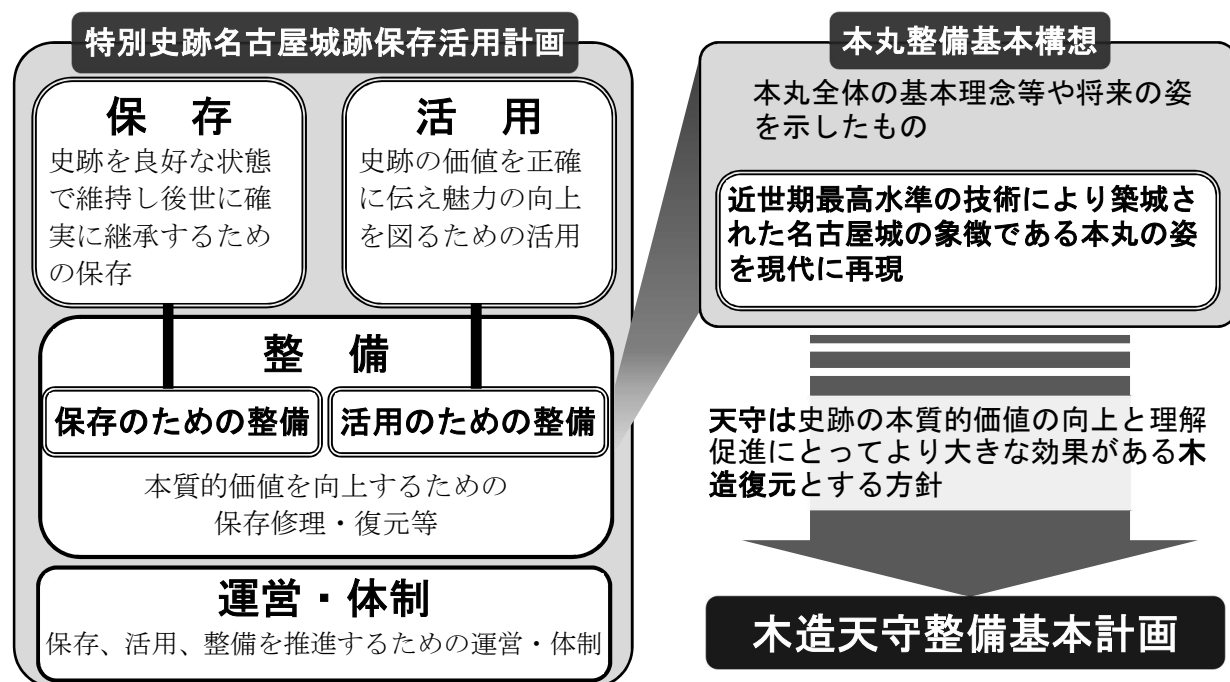 特別史跡名古屋城跡保存活用計画
保　存
史跡を良好な状態
で維持し後世に確
実に継承するため
の保存
活　用
史跡の価値を正確
に伝え魅力の向上
を図るための活用
整　備
保存のための整備
活用のための整備
本質的価値を向上するための
保存修理・復元等
運営・体制
保存、活用、整備を推進するための運営・体制
本丸整備基本構想
本丸全体の基本理念等や将来の姿
を示したもの
近世期最高水準の技術により築城さ
れた名古屋城の象徴である本丸の姿
を現代に再現
天守は史跡の本質的価値の向上と理解
促進にとってより大きな効果がある木
造復元とする方針
木造天守整備基本計画